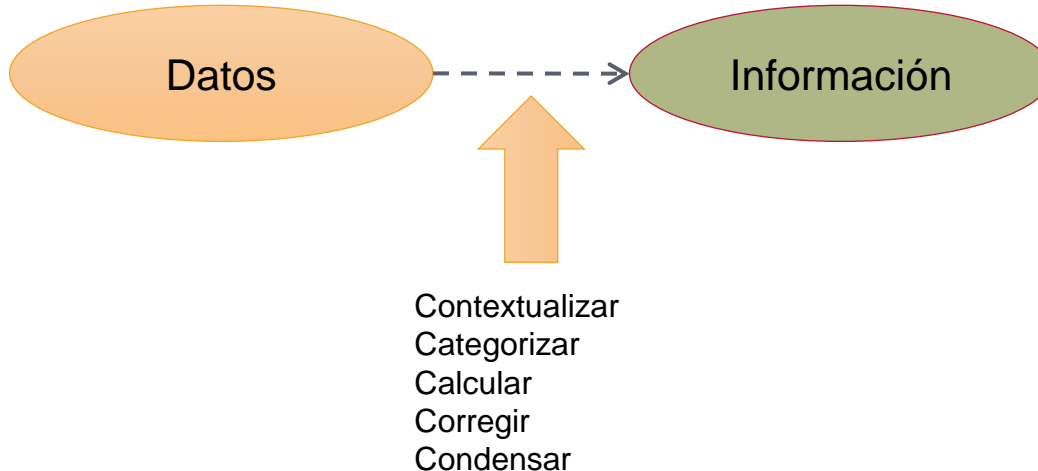 Datos
Información
Contextualizar
Categorizar
Calcular
Corregir
Condensar